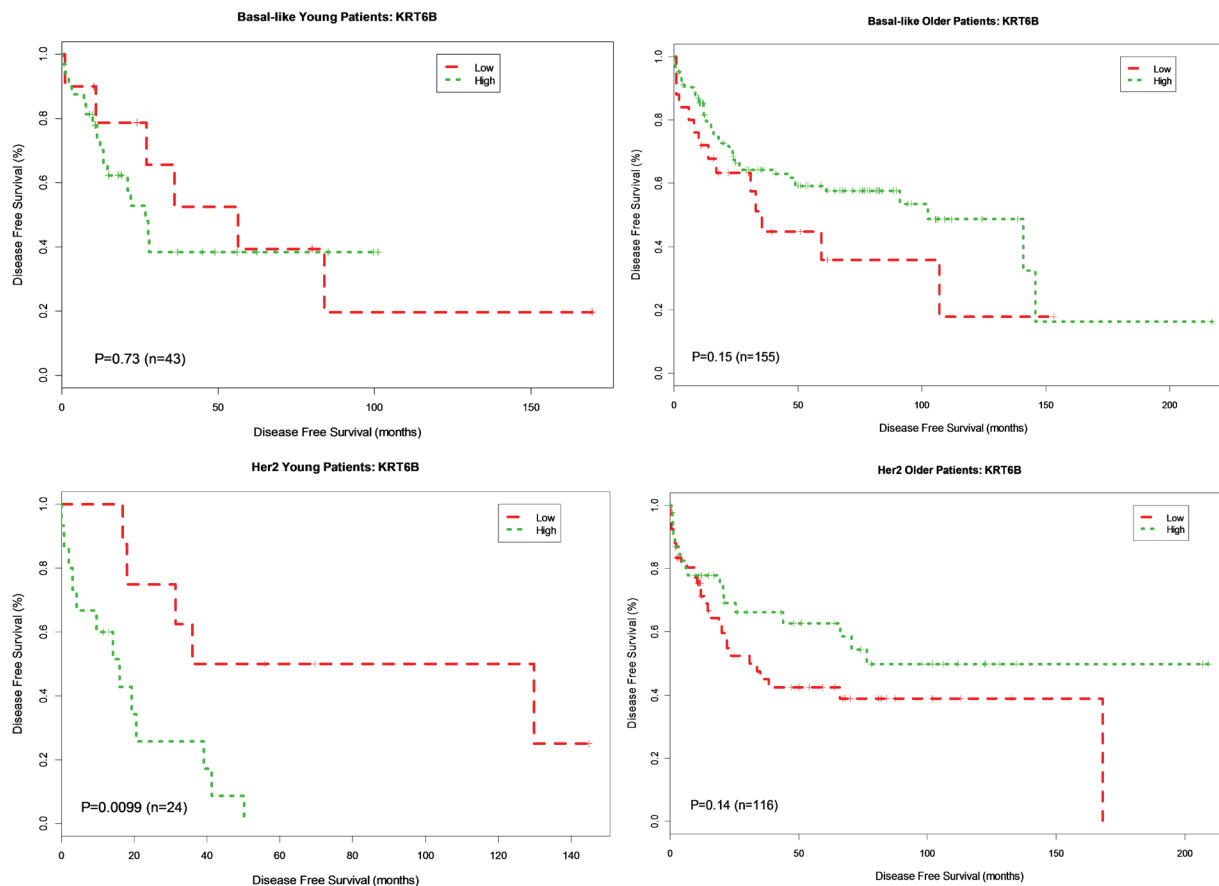 Basal-like Young Patients: KRT6B
Disease Free Survival (%)
1.0
0.8
0.6
0.4
0.2
0.0
Low
High
P=0.73 (n=43)
0 50 100 150
Disease Free Survival (months)
Basal-like Older Patients: KRT6B
Disease Free Survival (%)
1.0
0.8
0.6
0.4
0.2
0.0
Low
High
P=0.15 (n=155)
0 50 100 150 200
Disease Free Survival (months)
Her2 Young Patients: KRT6B
Disease Free Survival (%)
1.0
0.8
0.6
0.4
0.2
0.0
Low
High
P=0.0099 (n=24)
0 20 40 60 80 100 120 140
Disease Free Survival (months)
Her2 Older Patients: KRT6B
Disease Free Survival (%)
1.0
0.8
0.6
0.4
0.2
0.0
Low
High
P=0.14 (n=116)
0 50 100 150 200
Disease Free Survival (months)